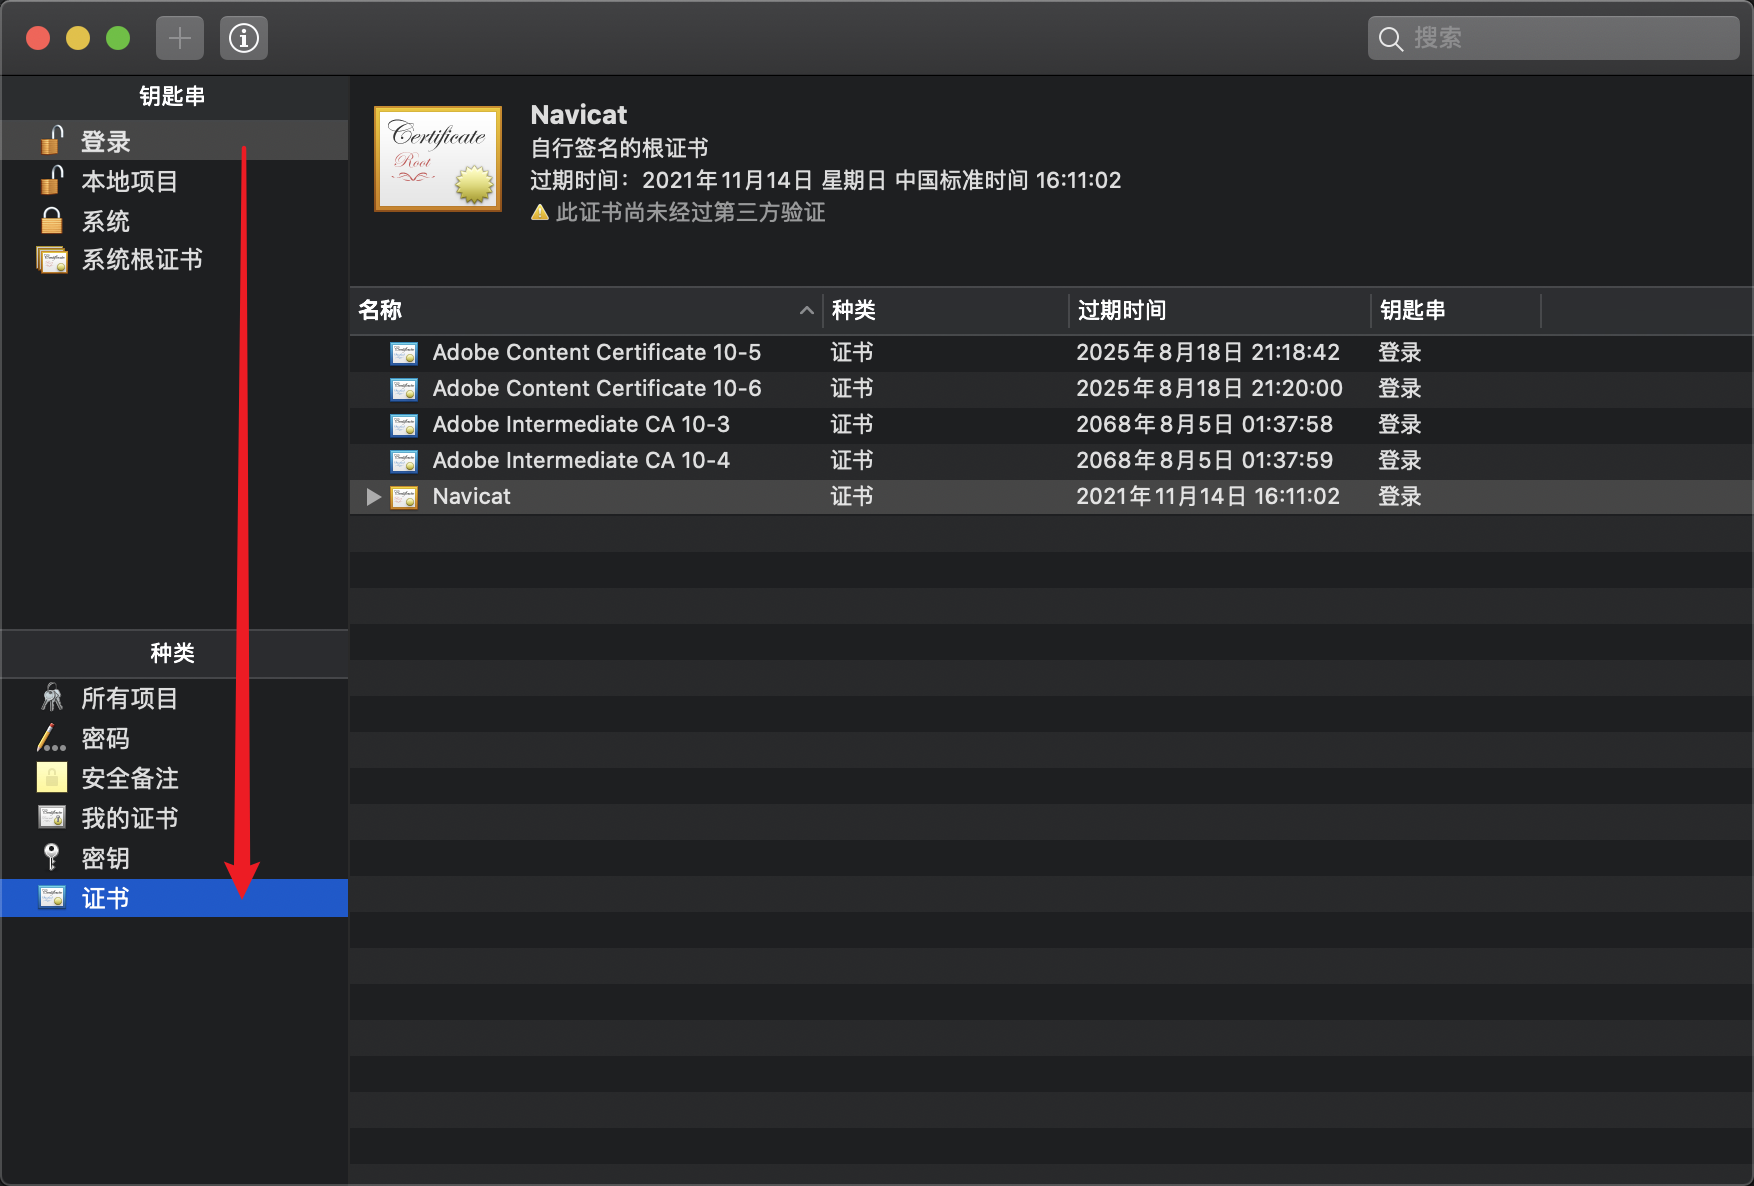 搜索
钥匙串
登录
本地项目
系统
系统根证书
种类
所有项目
密码
安全备注
我的证书
密钥
证书
Certificate
Root
Navicat
自行签名的根证书
过期时间：2021年11月14日 星期日 中国标准时间 16:11:02
此证书尚未经过第三方验证
名称 种类 过期时间 钥匙串
Adobe Content Certificate 10-5 证书 2025年8月18日 21:18:42 登录
Adobe Content Certificate 10-6 证书 2025年8月18日 21:20:00 登录
Adobe Intermediate CA 10-3 证书 2068年8月5日 01:37:58 登录
Adobe Intermediate CA 10-4 证书 2068年8月5日 01:37:59 登录
Navicat 证书 2021年11月14日 16:11:02 登录